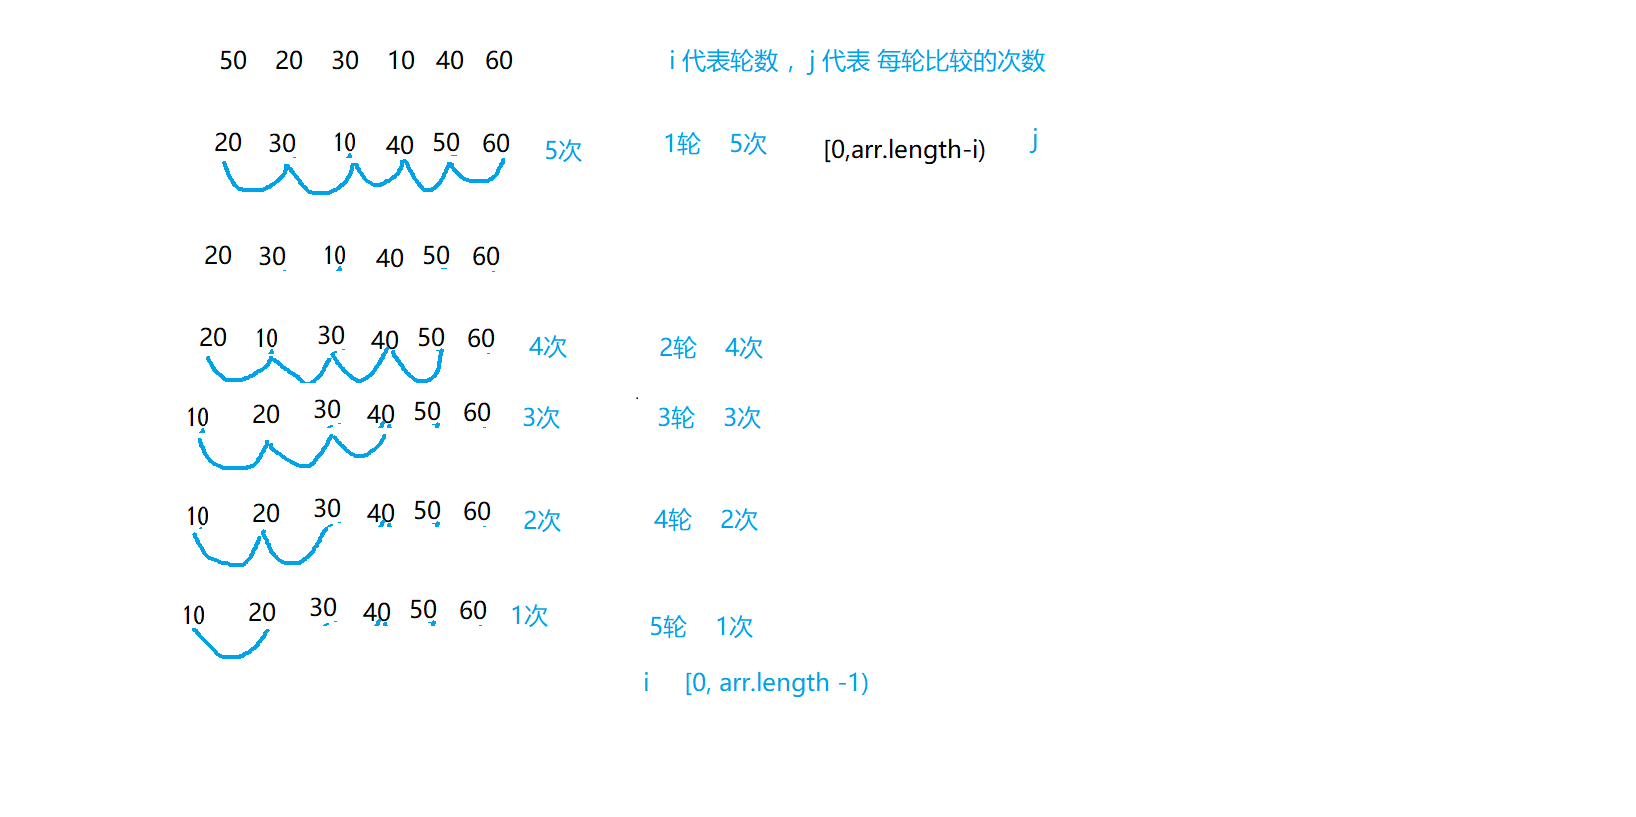 50 20 30 10 40 60 i 代表轮数 ，j 代表 每轮比较的次数
20 30 10 40 50 60 5次 1轮 5次 [0,arr.length-i) j
20 30 10 40 50 60
20 10 30 40 50 60 4次 2轮 4次
10 20 30 40 50 60 3次 3轮 3次
10 20 30 40 50 60 2次 4轮 2次
10 20 30 40 50 60 1次 5轮 1次
i [0, arr.length -1)